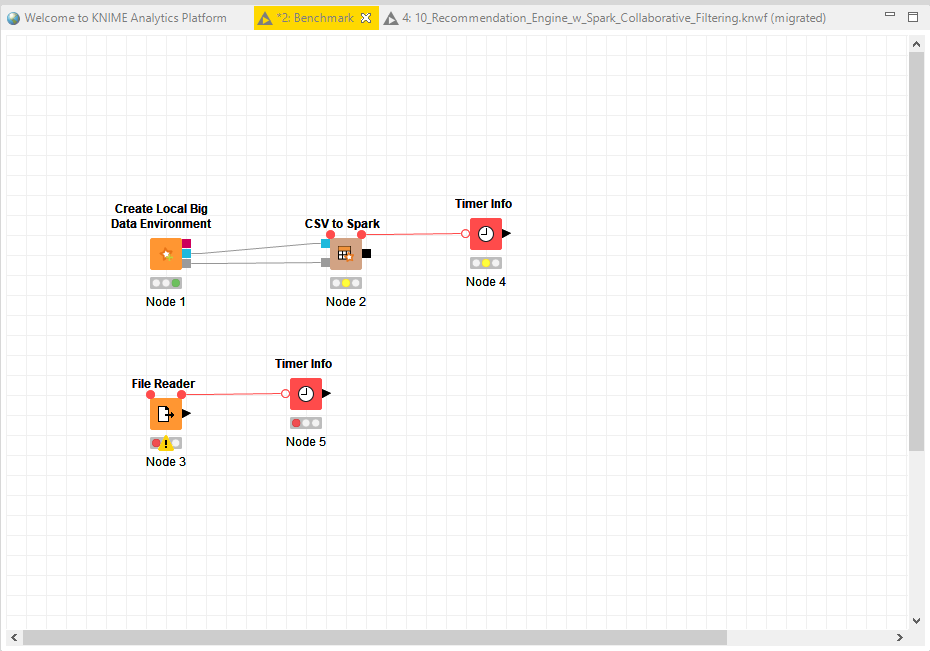 Welcome to KNIME Analytics Platform
*2: Benchmark
4: 10_Recommendation_Engine_w_Spark_Collaborative_Filtering.knwf (migrated)
Create Local Big
Data Environment
Node 1
CSV to Spark
Node 2
Timer Info
Node 4
File Reader
!
Node 3
Timer Info
Node 5